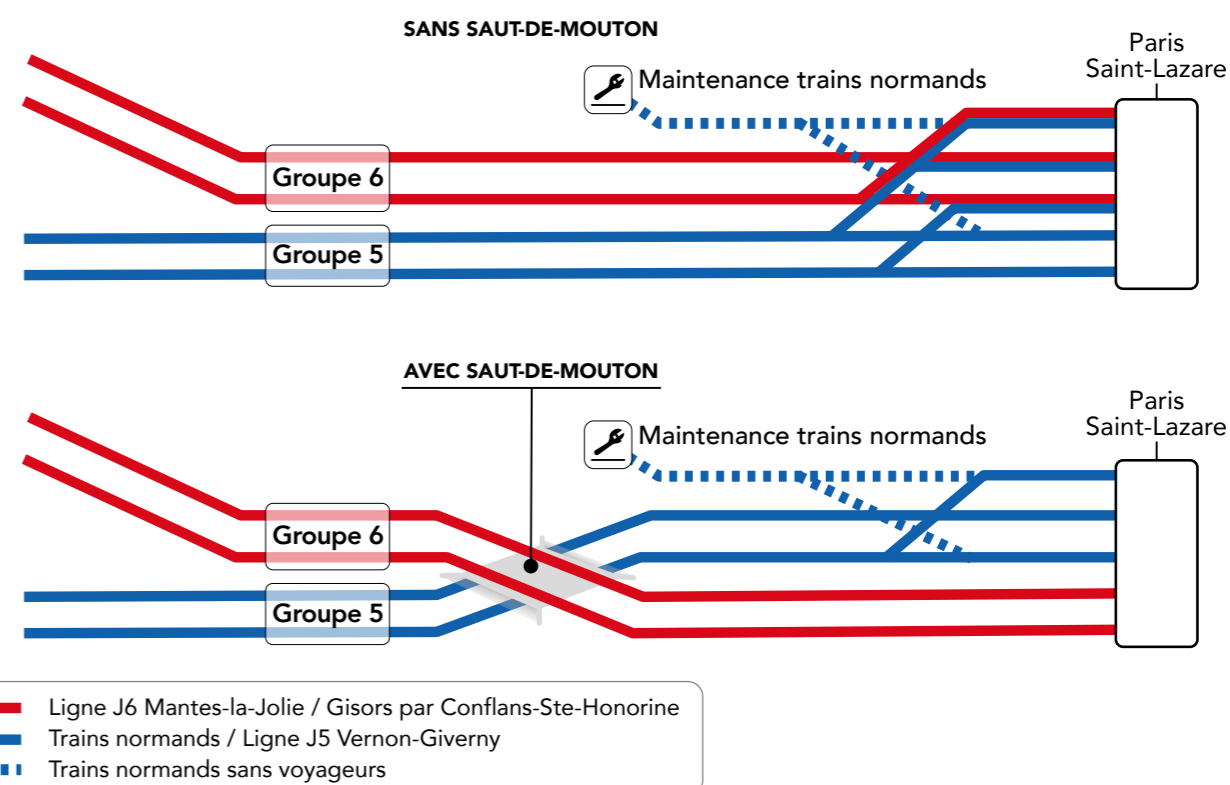 SANS SAUT-DE-MOUTON
Paris
Saint-Lazare
Maintenance trains normands
Groupe 6
Groupe 5
AVEC SAUT-DE-MOUTON
Paris
Saint-Lazare
Maintenance trains normands
Groupe 6
Groupe 5
Ligne J6 Mantes-la-Jolie / Gisors par Conflans-Ste-Honorine
Trains normands / Ligne J5 Vernon-Giverny
Trains normands sans voyageurs